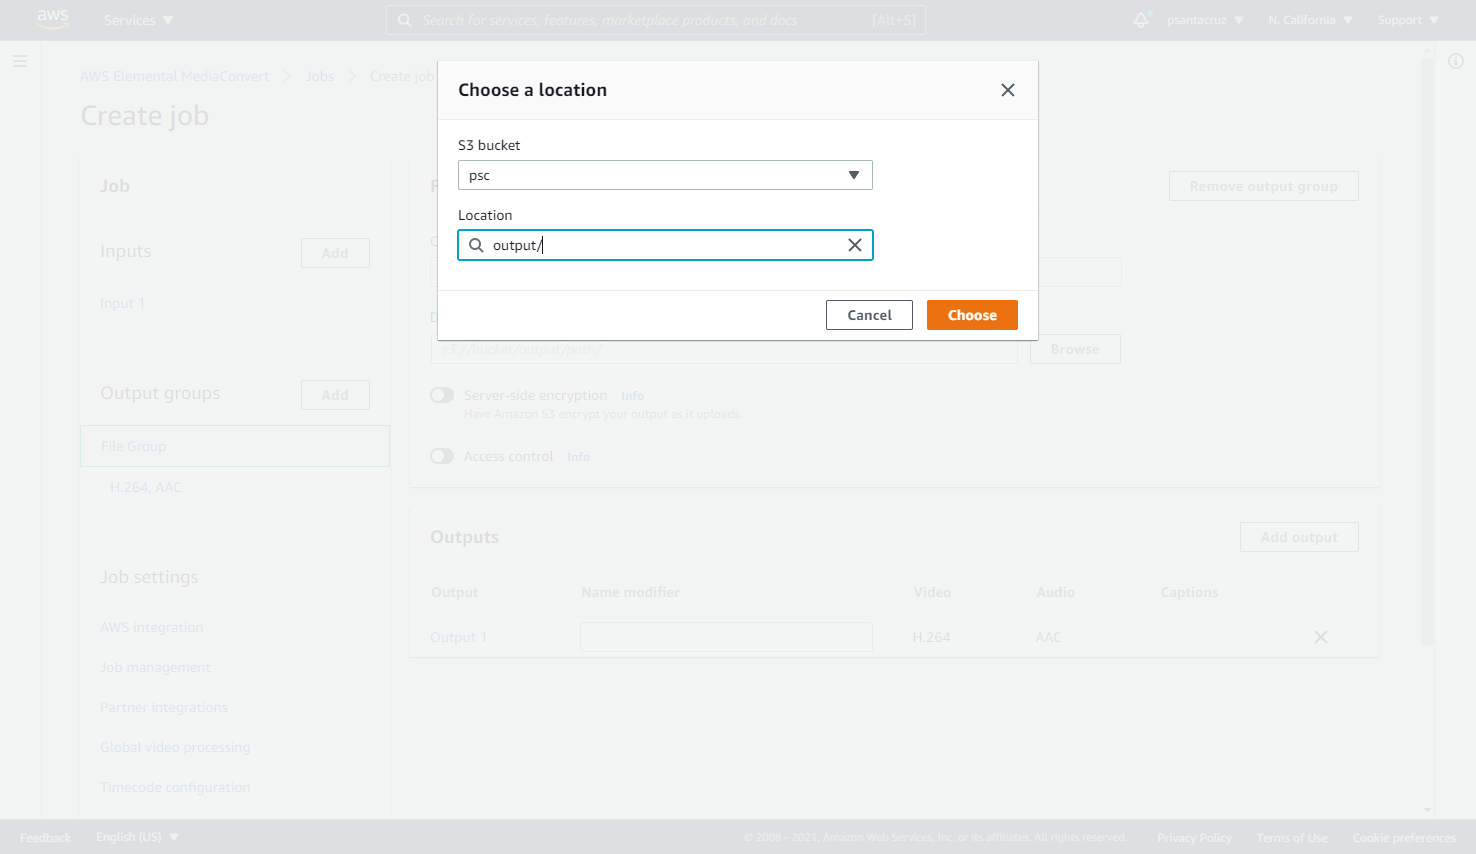 aws
Services
Search for services, features, marketplace products, and docs
[Alt+S]
psantacruz
N. California
Support
AWS Elemental MediaConvert
Jobs
Create job
Create job
Choose a location
S3 bucket
psc
Location
output/
Cancel
Choose
Job
Inputs
Add
Input 1
Output groups
Add
File Group
H.264, AAC
Job settings
AWS integration
Job management
Partner integrations
Global video processing
Timecode configuration
F
Remove output group
D
s3://bucket/output/path/
Browse
Server-side encryption Info
Have Amazon S3 encrypt your output as it uploads.
Access control Info
Outputs
Add output
Output Name modifier Video Audio Captions
Output 1 H.264 AAC
Feedback
English (US)
© 2008 - 2021, Amazon Web Services, Inc. or its affiliates. All rights reserved.
Privacy Policy
Terms of Use
Cookie preferences